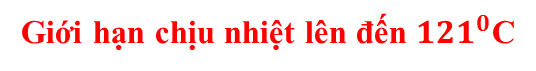 Giới hạn chịu nhiệt lên đến 121⁰C